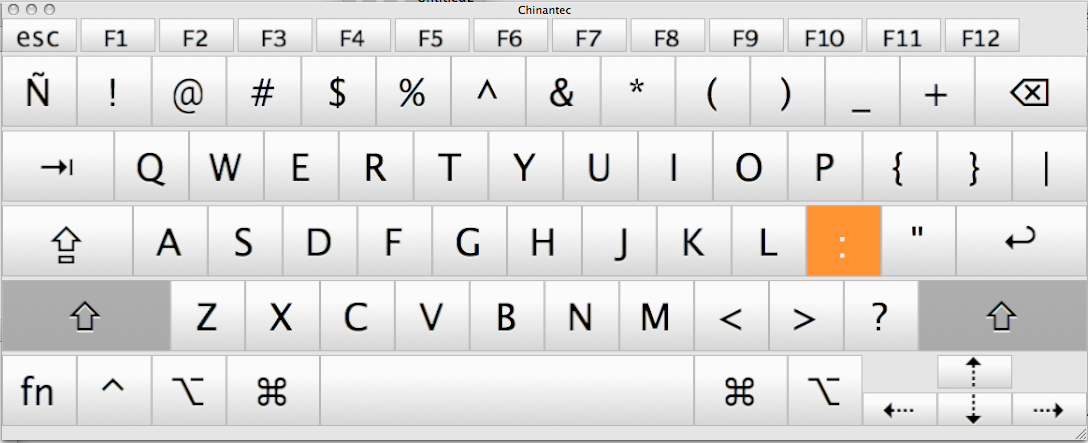 Chinantec
esc F1 F2 F3 F4 F5 F6 F7 F8 F9 F10 F11 F12
Ñ ! @ # $ % ^ & * ( ) _ +
Q W E R T Y U I O P { } |
A S D F G H J K L : "
Z X C V B N M < > ?
fn ^ ⌥ ⌘ ⌘ ⌥